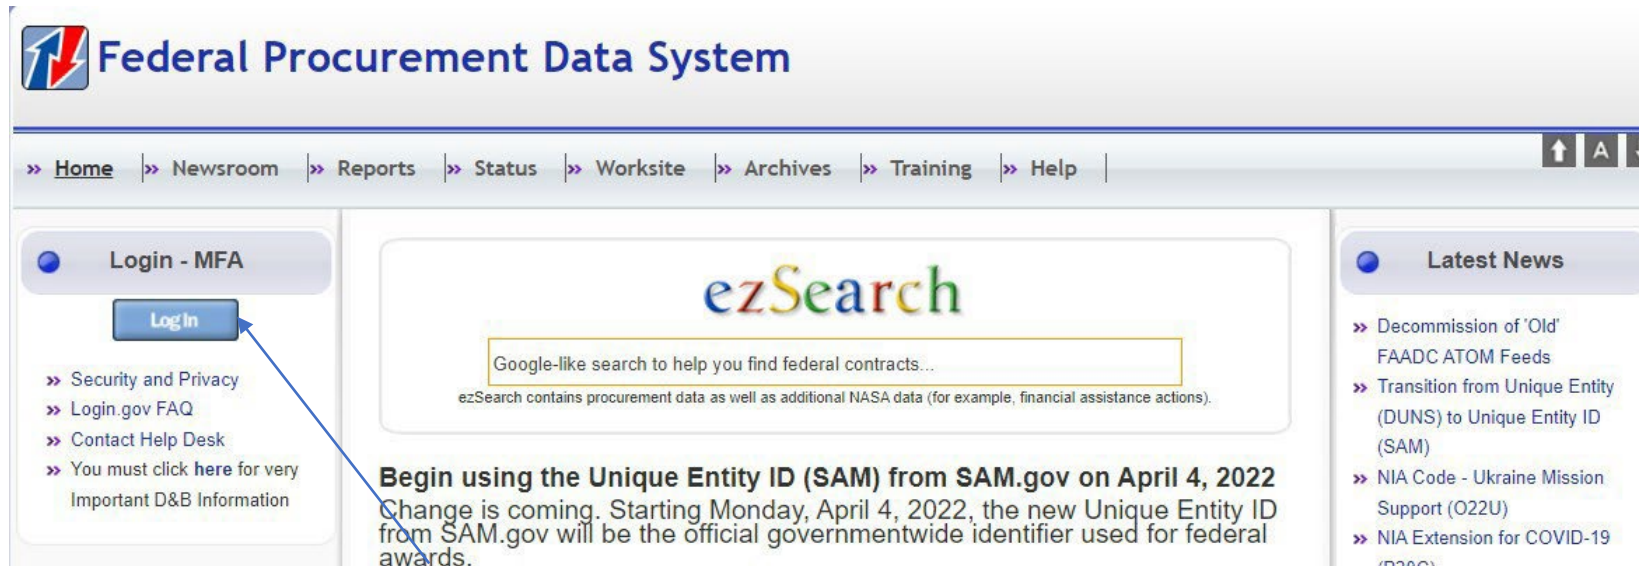 Federal Procurement Data System
» Home » Newsroom » Reports » Status » Worksite » Archives » Training » Help
A
Login - MFA
Log In
» Security and Privacy
» Login.gov FAQ
» Contact Help Desk
» You must click here for very
Important D&B Information
ezSearch
Google-like search to help you find federal contracts...
ezSearch contains procurement data as well as additional NASA data (for example, financial assistance actions).
Begin using the Unique Entity ID (SAM) from SAM.gov on April 4, 2022
Change is coming. Starting Monday, April 4, 2022, the new Unique Entity ID
from SAM.gov will be the official governmentwide identifier used for federal
awards.
Latest News
» Decommission of 'Old'
FAADC ATOM Feeds
» Transition from Unique Entity
(DUNS) to Unique Entity ID
(SAM)
» NIA Code - Ukraine Mission
Support (O22U)
» NIA Extension for COVID-19